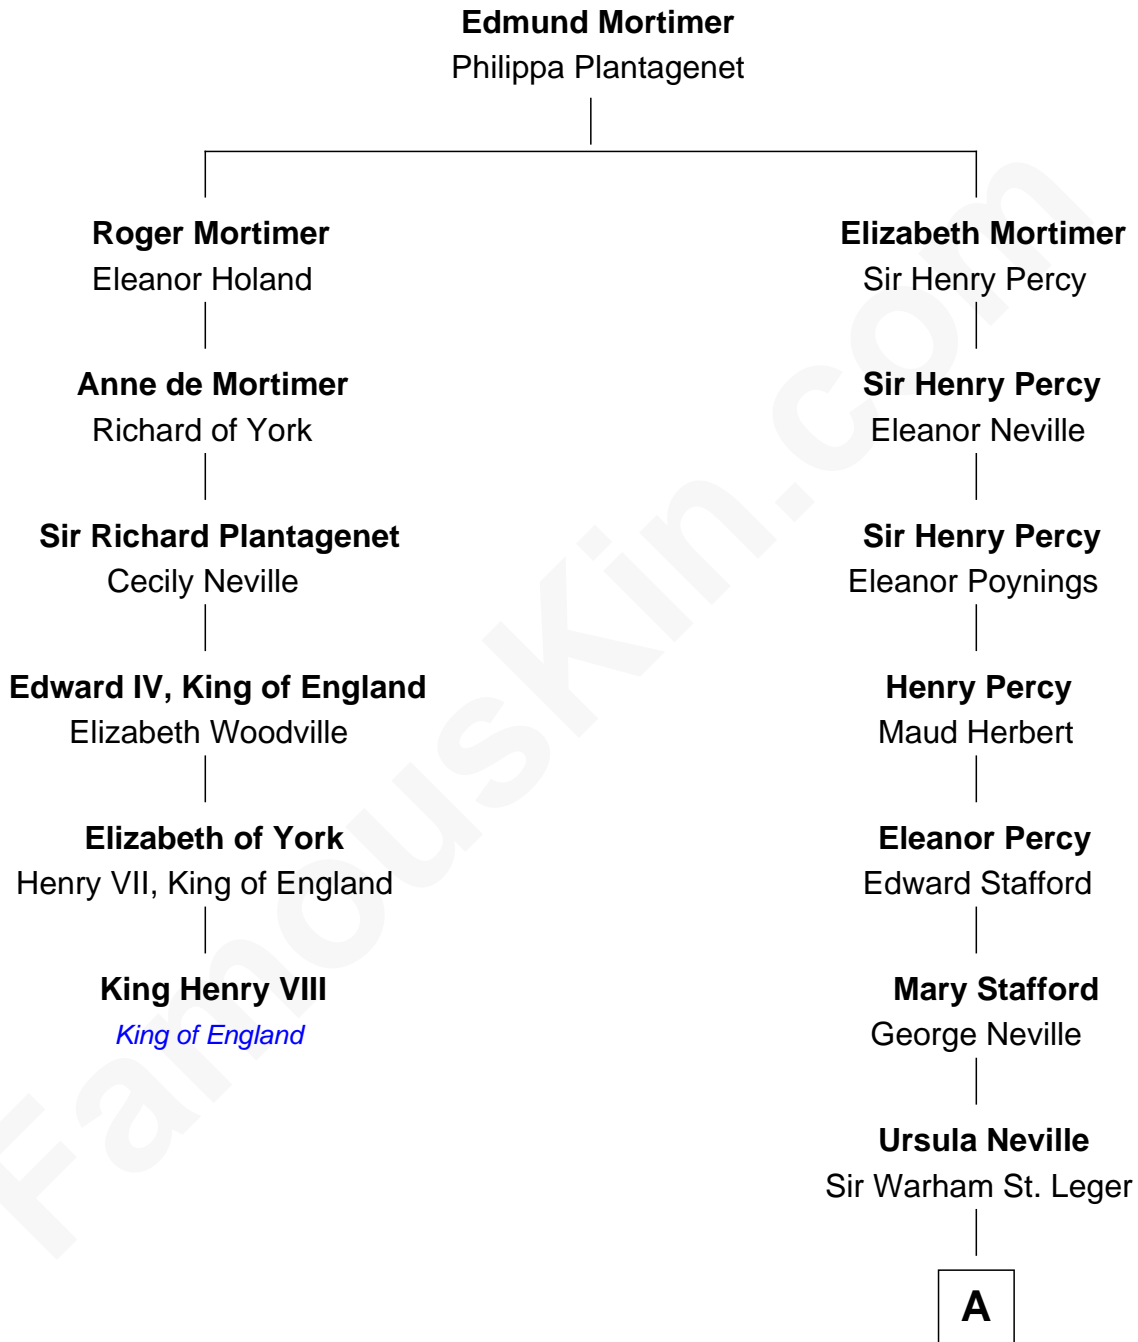 Edmund Mortimer
Philippa Plantagenet
Roger Mortimer
Eleanor Holand
Elizabeth Mortimer
Sir Henry Percy
Anne de Mortimer
Richard of York
Sir Henry Percy
Eleanor Neville
Sir Richard Plantagenet
Cecily Neville
Sir Henry Percy
Eleanor Poynings
Edward IV, King of England
Elizabeth Woodville
Henry Percy
Maud Herbert
Elizabeth of York
Henry VII, King of England
Eleanor Percy
Edward Stafford
King Henry VIII
King of England
Mary Stafford
George Neville
Ursula Neville
Sir Warham St. Leger
A
FamousKin.com